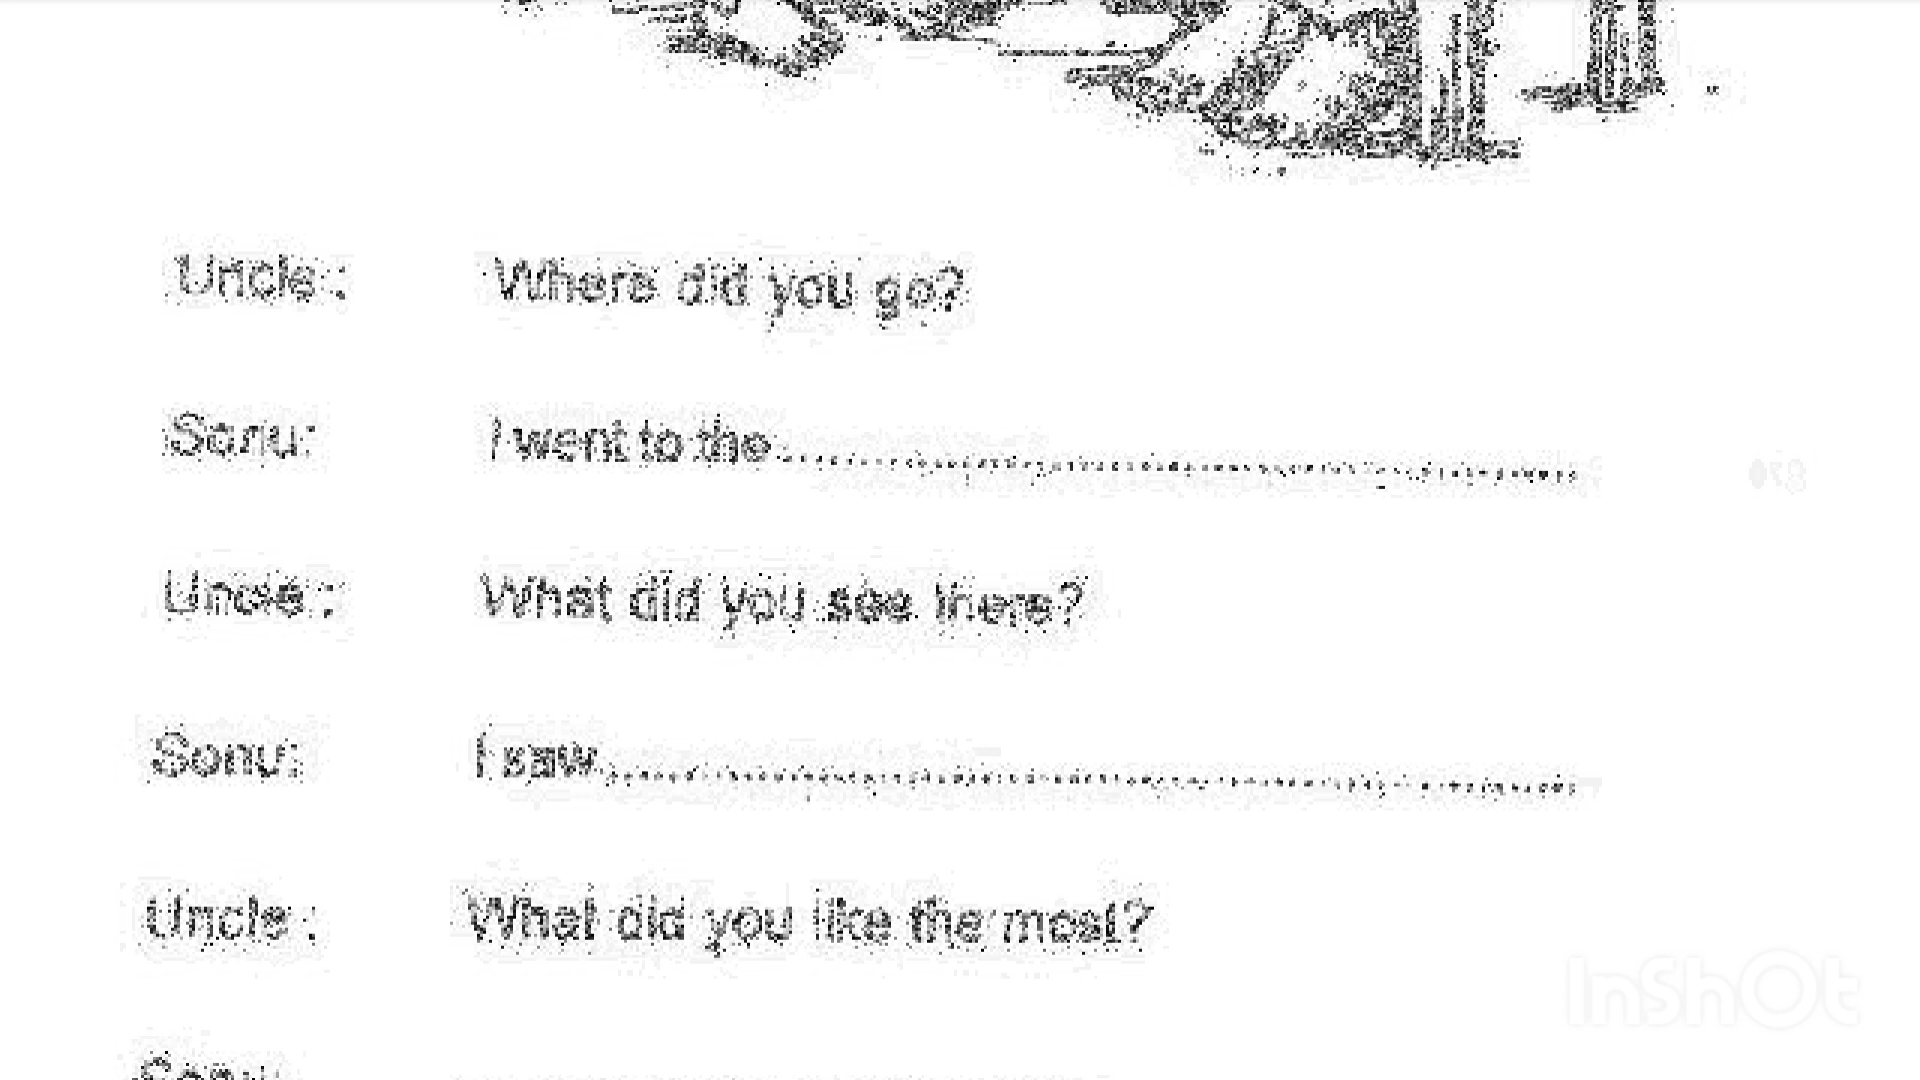 Uncle : Where did you go?
Sonu: I went to the ..............................
Uncle : What did you see there?
Sonu: I saw ..............................
Uncle : What did you like the most?
Sonu:
InShOt